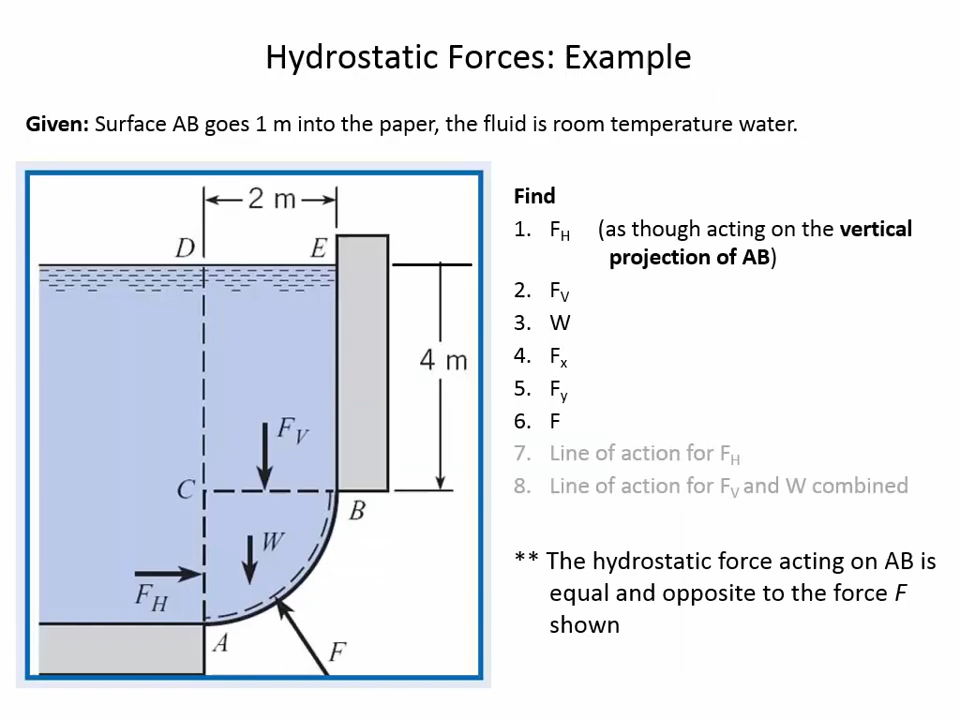 Hydrostatic Forces: Example
Given: Surface AB goes 1 m into the paper, the fluid is room temperature water.
2 m
D
E
4 m
F_V
C
B
W
F_H
A
F
Find
1. F_H (as though acting on the vertical
projection of AB)
2. F_V
3. W
4. F_x
5. F_y
6. F
7. Line of action for F_H
8. Line of action for F_V and W combined
** The hydrostatic force acting on AB is
equal and opposite to the force F
shown